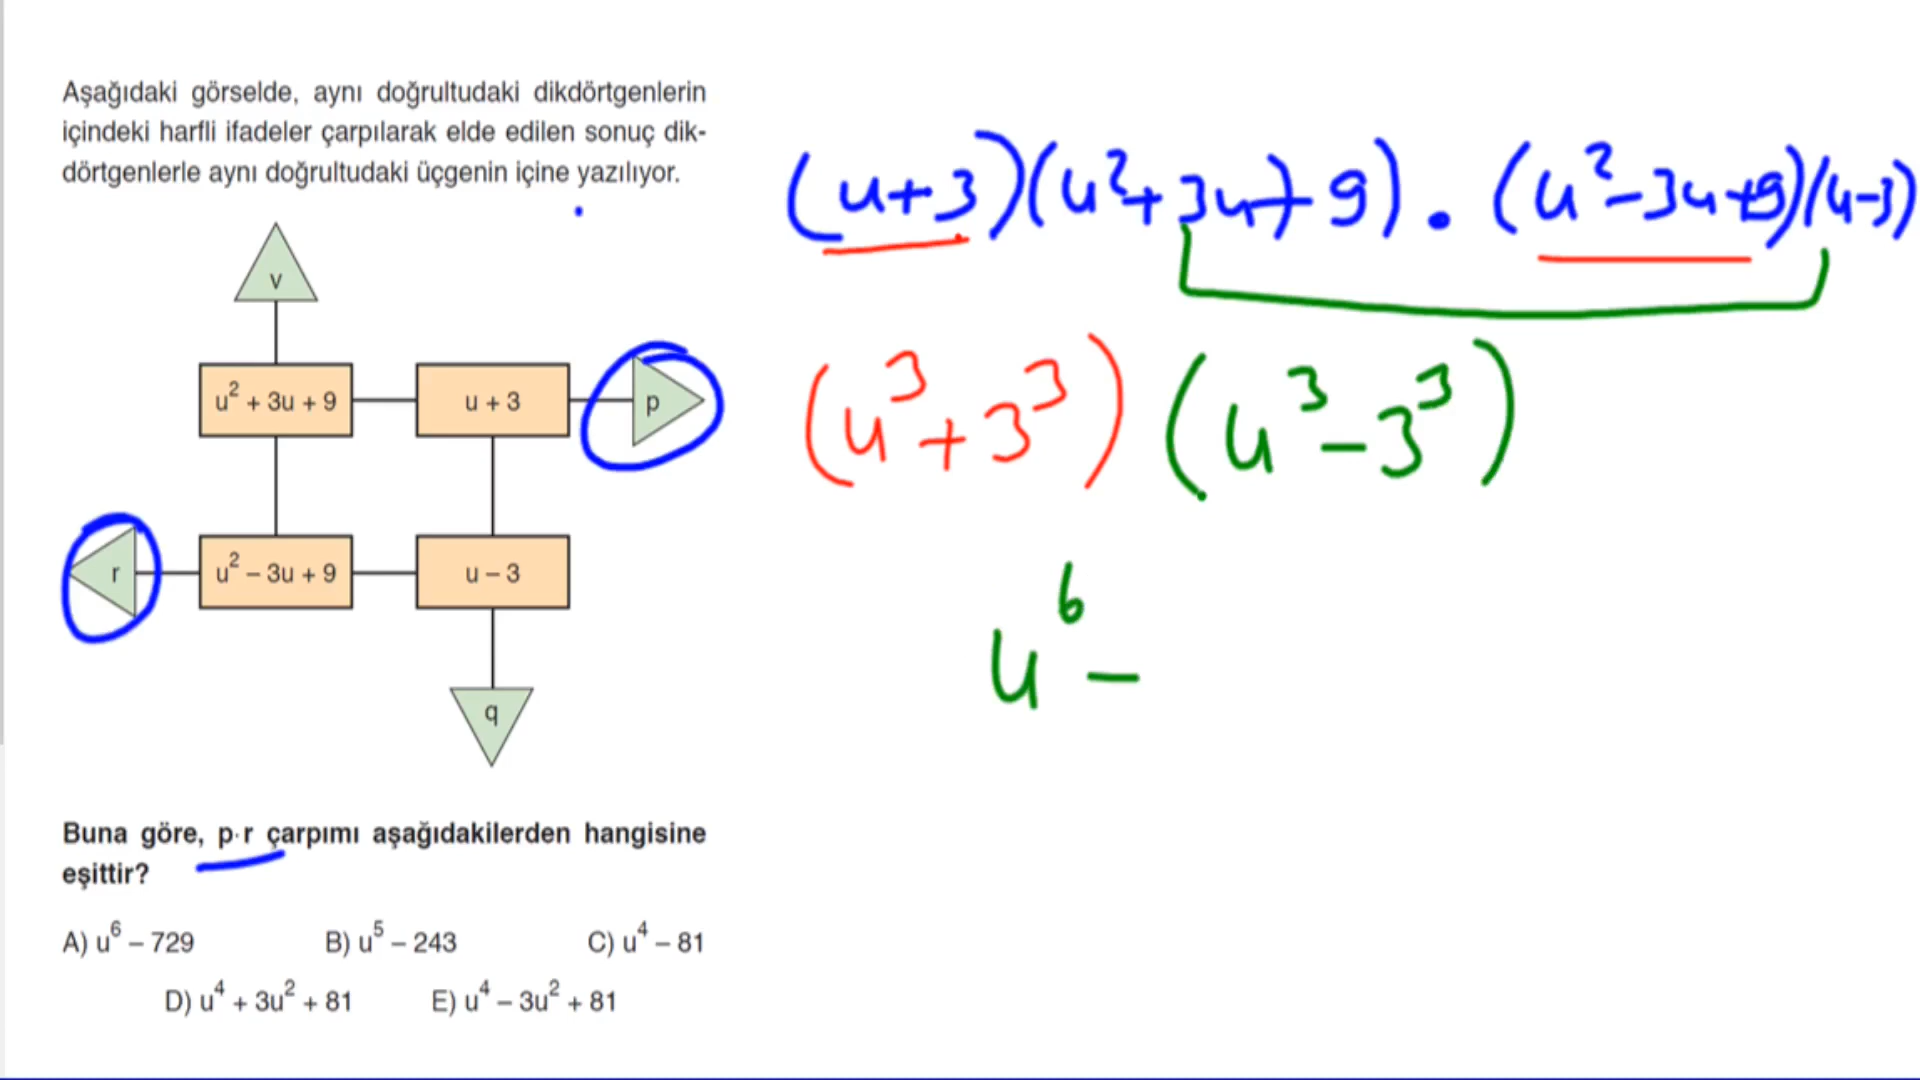 Aşağıdaki görselde, aynı doğrultudaki dikdörtgenlerin
içindeki harfli ifadeler çarpılarak elde edilen sonuç dik-
dörtgenlerle aynı doğrultudaki üçgenin içine yazılıyor.
(u+3)(u²+3u+9).(u²-3u+9)(u-3)
v
u² + 3u + 9
u + 3
p
(u³+3³)(u³-3³)
r
u² – 3u + 9
u – 3
u⁶ -
q
Buna göre, p·r çarpımı aşağıdakilerden hangisine
eşittir?
A) u⁶ – 729 B) u⁵ – 243 C) u⁴ – 81
D) u⁴ + 3u² + 81 E) u⁴ – 3u² + 81